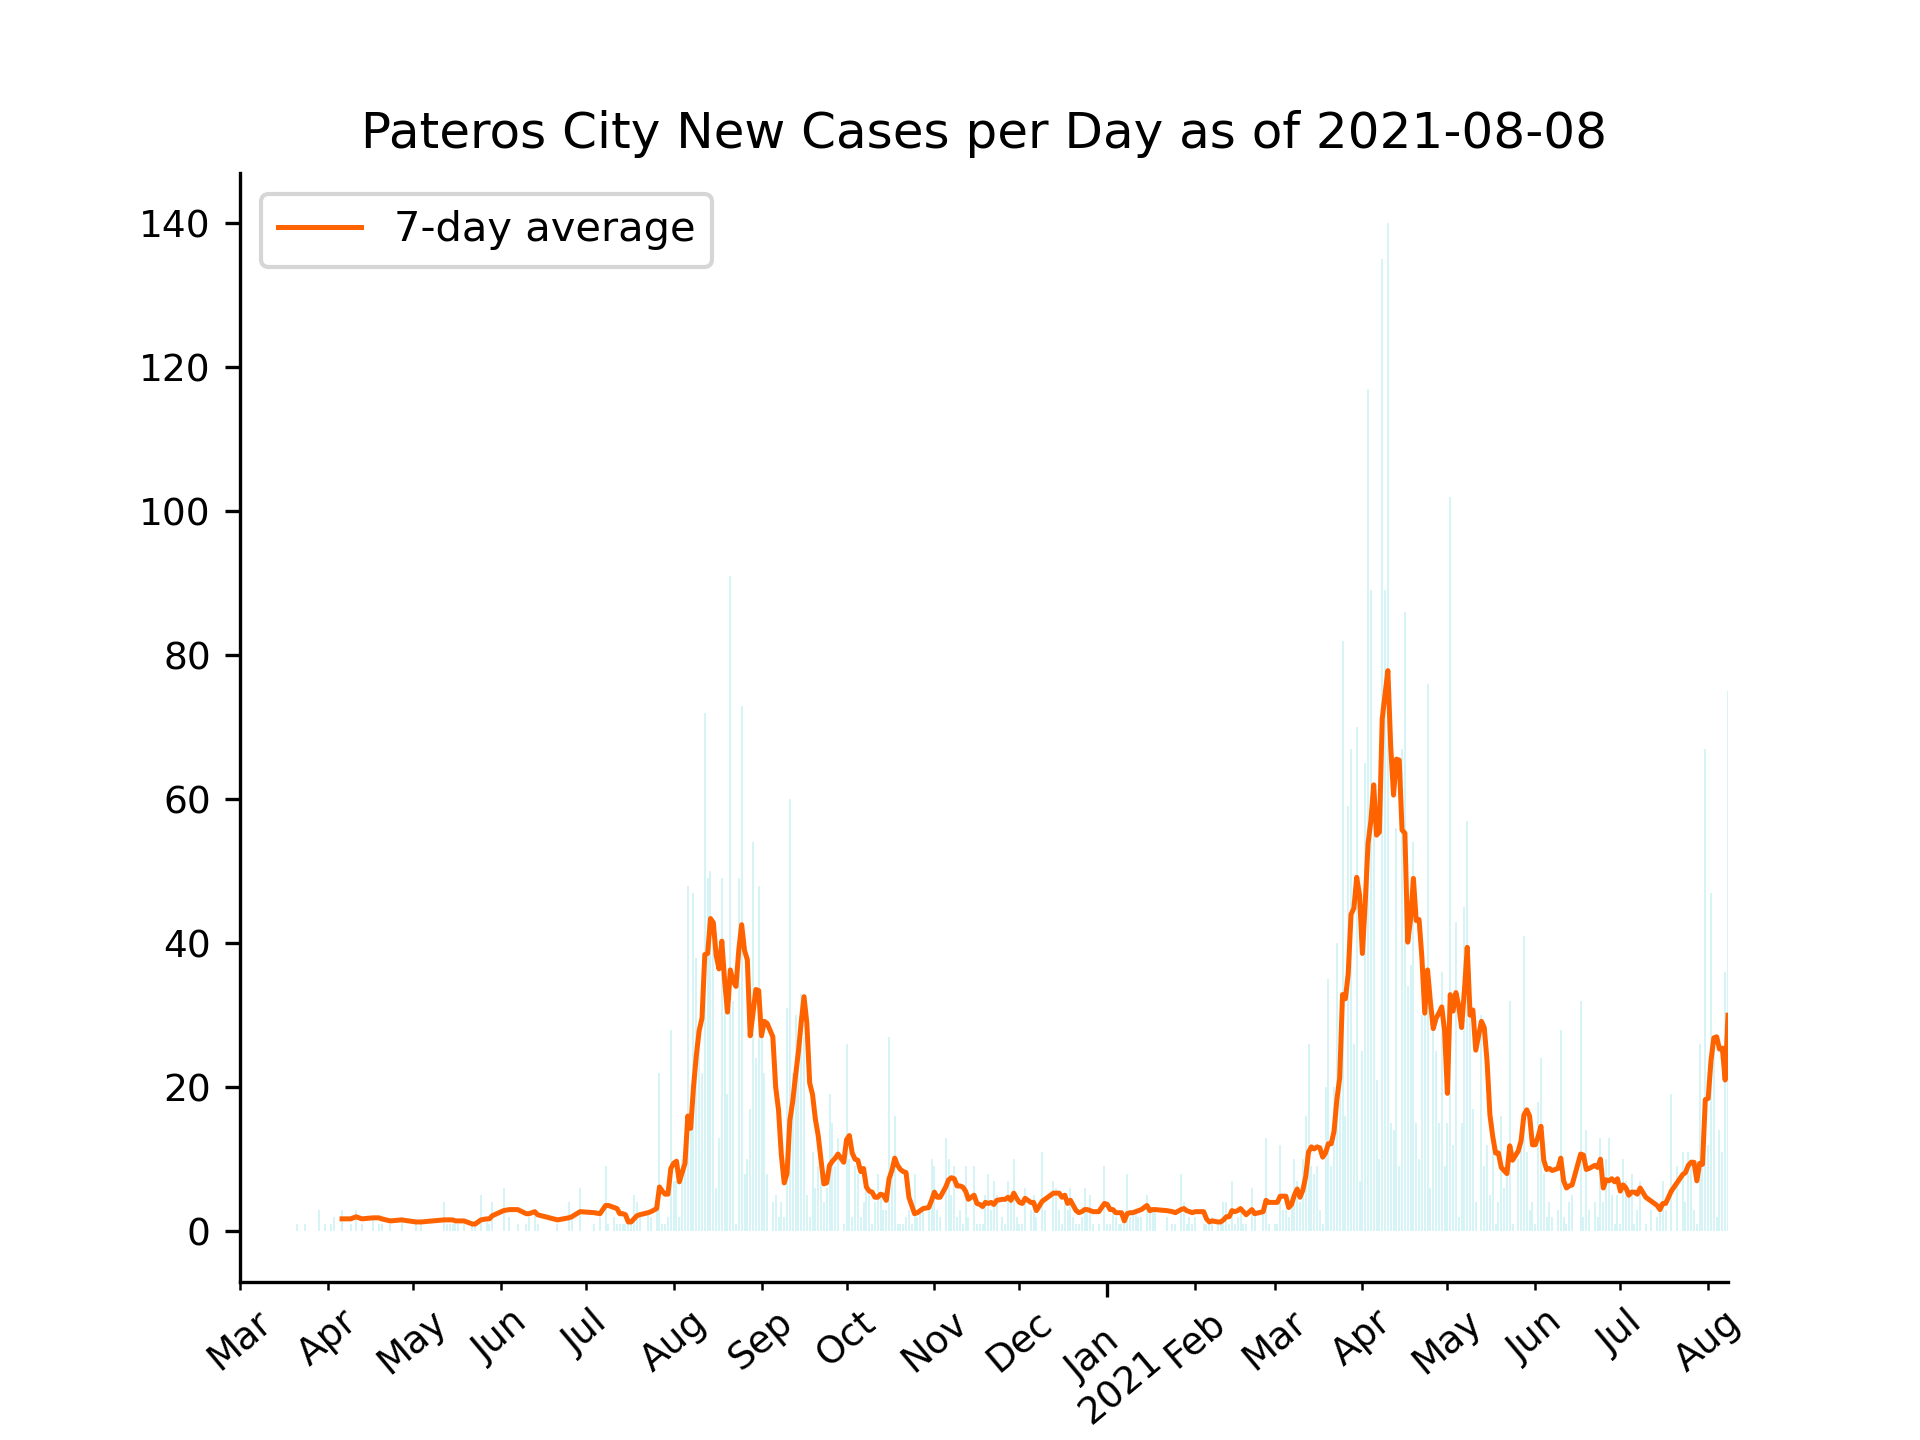 Pateros City New Cases per Day as of 2021-08-08
7-day average
140
120
100
80
60
40
20
0
Mar
Apr
May
Jun
Jul
Aug
Sep
Oct
Nov
Dec
Jan
2021
Feb
Mar
Apr
May
Jun
Jul
Aug